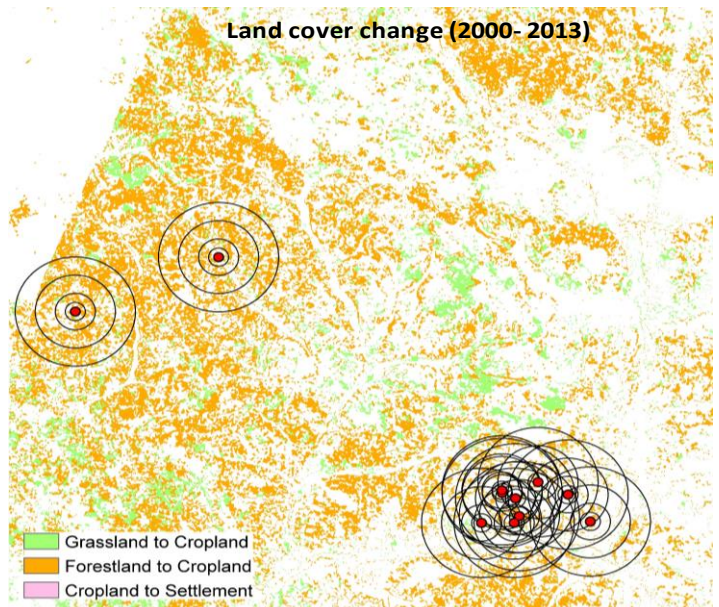 Land cover change (2000- 2013)
Grassland to Cropland
Forestland to Cropland
Cropland to Settlement